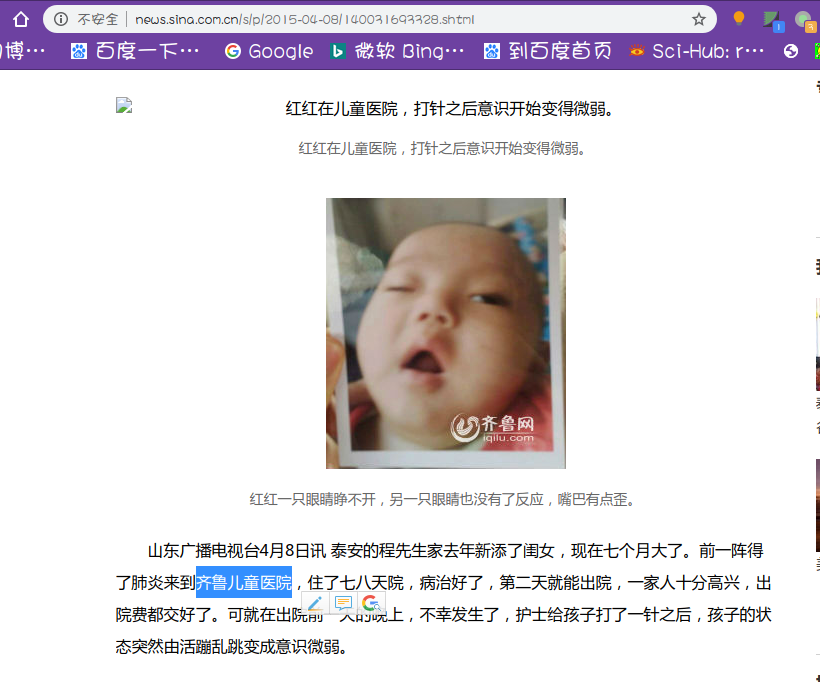 不安全 | news.sina.com.cn/s/p/2015-04-08/140031693328.shtml
博… 百度一下… Google 微软 Bing… 到百度首页 Sci-Hub: r…
红红在儿童医院，打针之后意识开始变得微弱。
红红在儿童医院，打针之后意识开始变得微弱。
齐鲁网
iqilu.com
红红一只眼睛睁不开，另一只眼睛也没有了反应，嘴巴有点歪。
山东广播电视台4月8日讯 泰安的程先生家去年新添了闺女，现在七个月大了。前一阵得
了肺炎来到齐鲁儿童医院，住了七八天院，病治好了，第二天就能出院，一家人十分高兴，出
院费都交好了。可就在出院前一天的晚上，不幸发生了，护士给孩子打了一针之后，孩子的状
态突然由活蹦乱跳变成意识微弱。